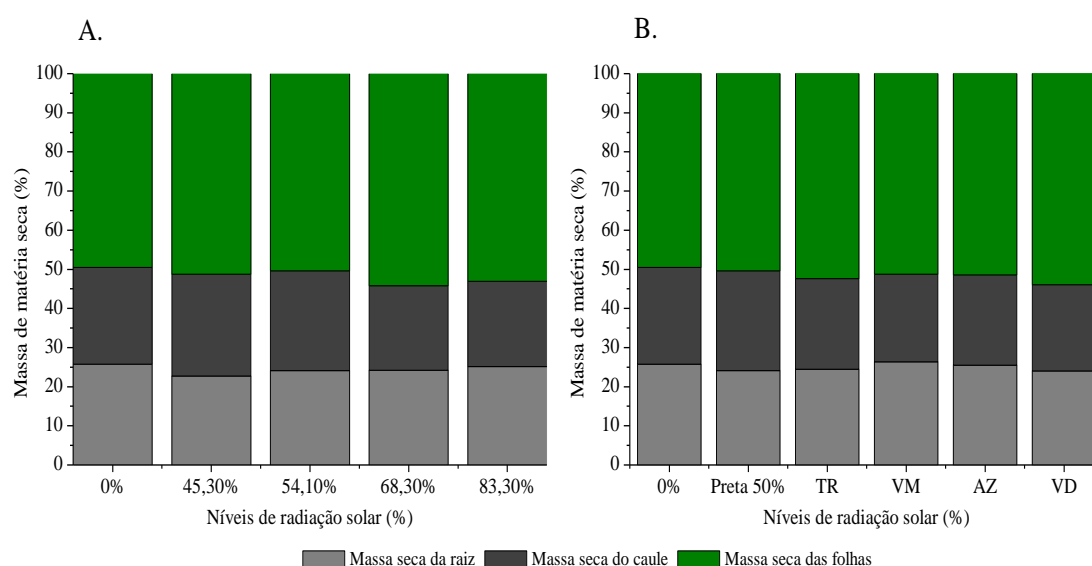 A.
100
90
80
70
60
50
40
30
20
10
0
Massa de matéria seca (%)
0% 45,30% 54,10% 68,30% 83,30%
Níveis de radiação solar (%)
B.
100
90
80
70
60
50
40
30
20
10
0
Massa de matéria seca (%)
0% Preta 50% TR VM AZ VD
Níveis de radiação solar (%)
Massa seca da raiz Massa seca do caule Massa seca das folhas